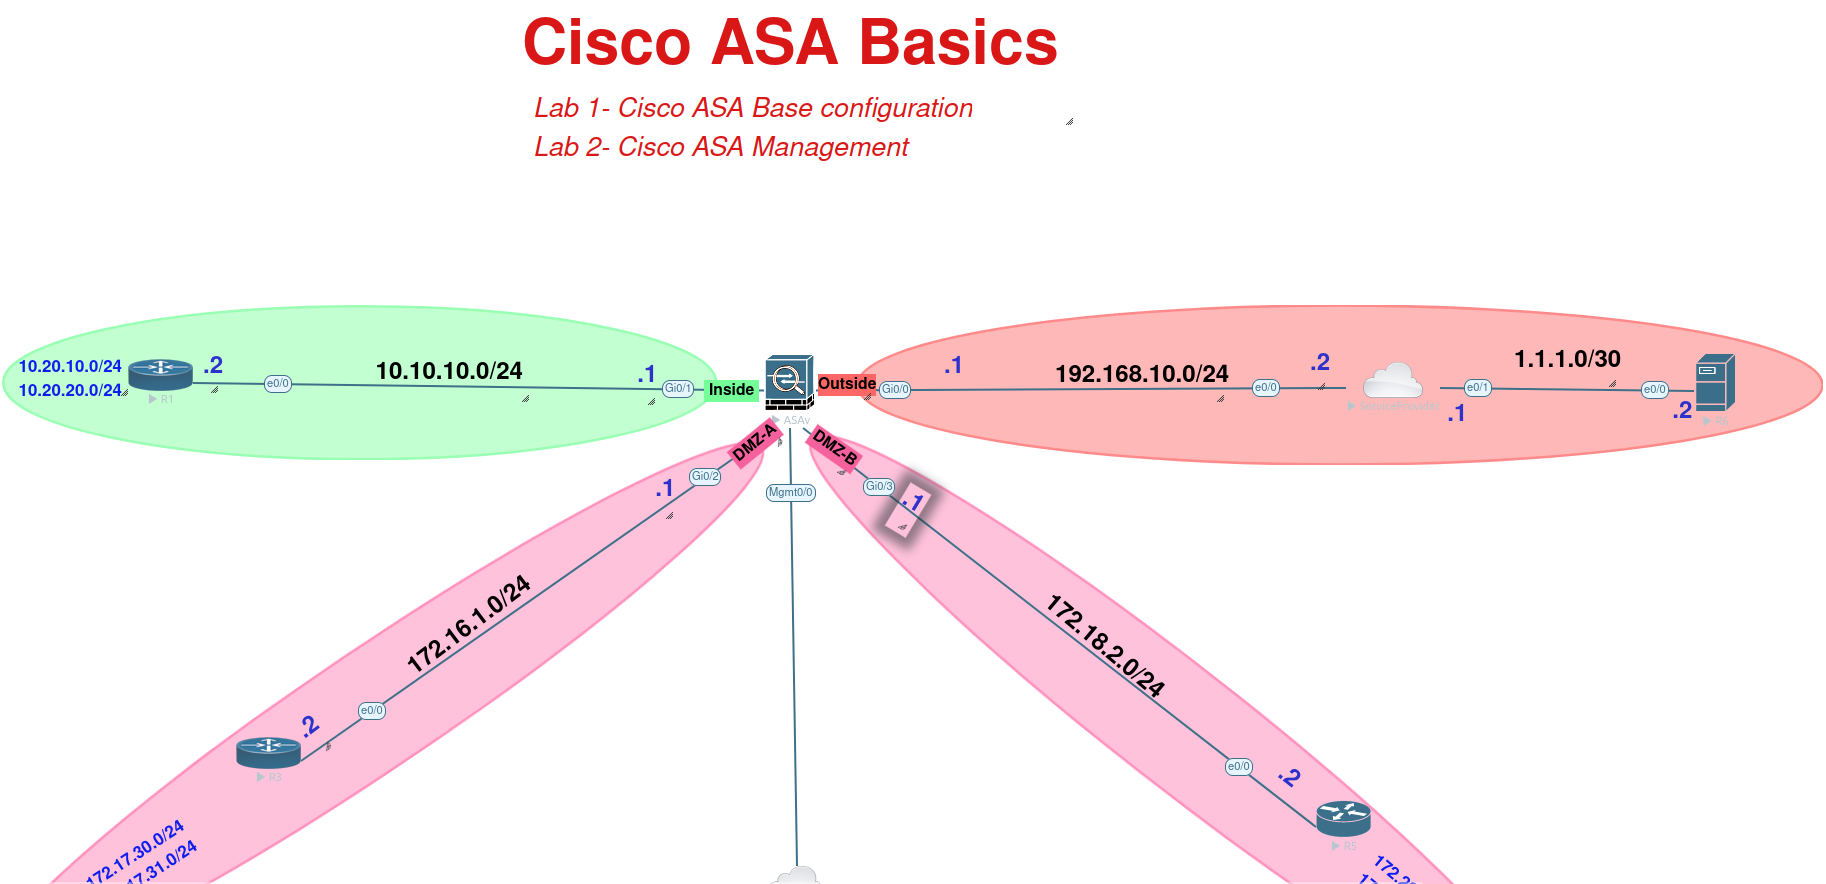 Cisco ASA Basics
Lab 1- Cisco ASA Base configuration
Lab 2- Cisco ASA Management
10.20.10.0/24
10.20.20.0/24
.2
R1
e0/0
10.10.10.0/24
.1
Gi0/1
Inside
ASAv
Outside
Gi0/0
.1
192.168.10.0/24
e0/0
.2
ServiceProvider
e0/1
.1
1.1.1.0/30
e0/0
.2
R6
DMZ-A
Gi0/2
.1
172.16.1.0/24
e0/0
.2
R3
172.17.30.0/24
17.31.0/24
Mgmt0/0
DMZ-B
Gi0/3
.1
172.18.2.0/24
e0/0
.2
R5